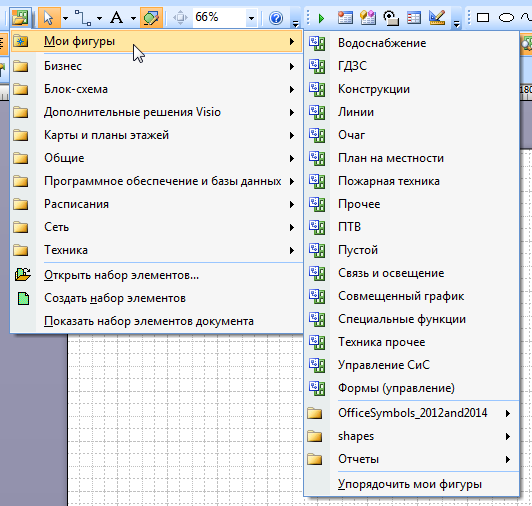 A
66%
Мои фигуры
Бизнес
Блок-схема
Дополнительные решения Visio
Карты и планы этажей
Общие
Программное обеспечение и базы данных
Расписания
Сеть
Техника
Открыть набор элементов...
Создать набор элементов
Показать набор элементов документа
Водоснабжение
ГДЗС
Конструкции
Линии
Очаг
План на местности
Пожарная техника
Прочее
ПТВ
Пустой
Связь и освещение
Совмещенный график
Специальные функции
Техника прочее
Управление СиС
Формы (управление)
OfficeSymbols_2012and2014
shapes
Отчеты
Упорядочить мои фигуры